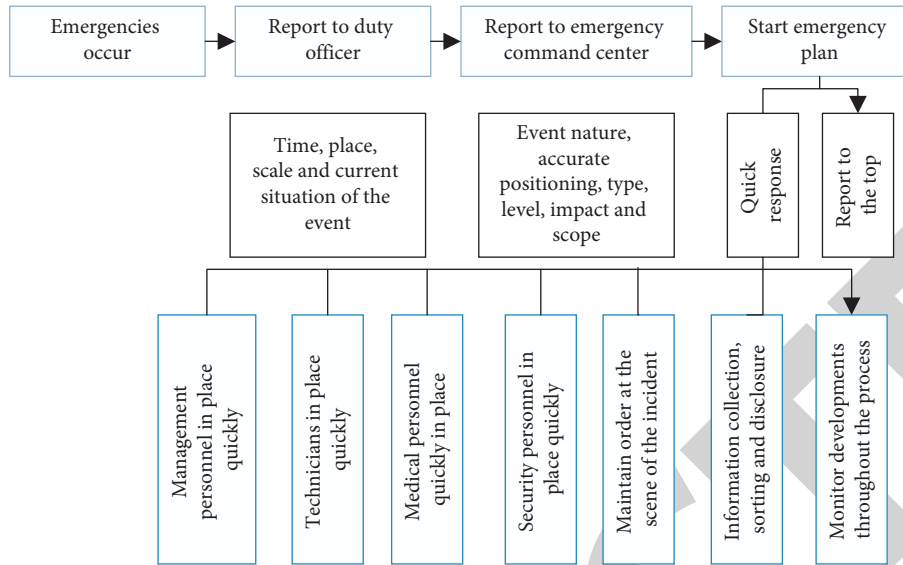 Emergencies
occur
Report to duty
officer
Report to emergency
command center
Start emergency
plan
Time, place,
scale and current
situation of the
event
Event nature,
accurate
positioning, type,
level, impact and
scope
Quick
response
Report to
the top
Management
personnel in place
quickly
Technicians in place
quickly
Medical personnel
quickly in place
Security personnel in
place quickly
Maintain order at the
scene of the incident
Information collection,
sorting and disclosure
Monitor developments
throughout the process